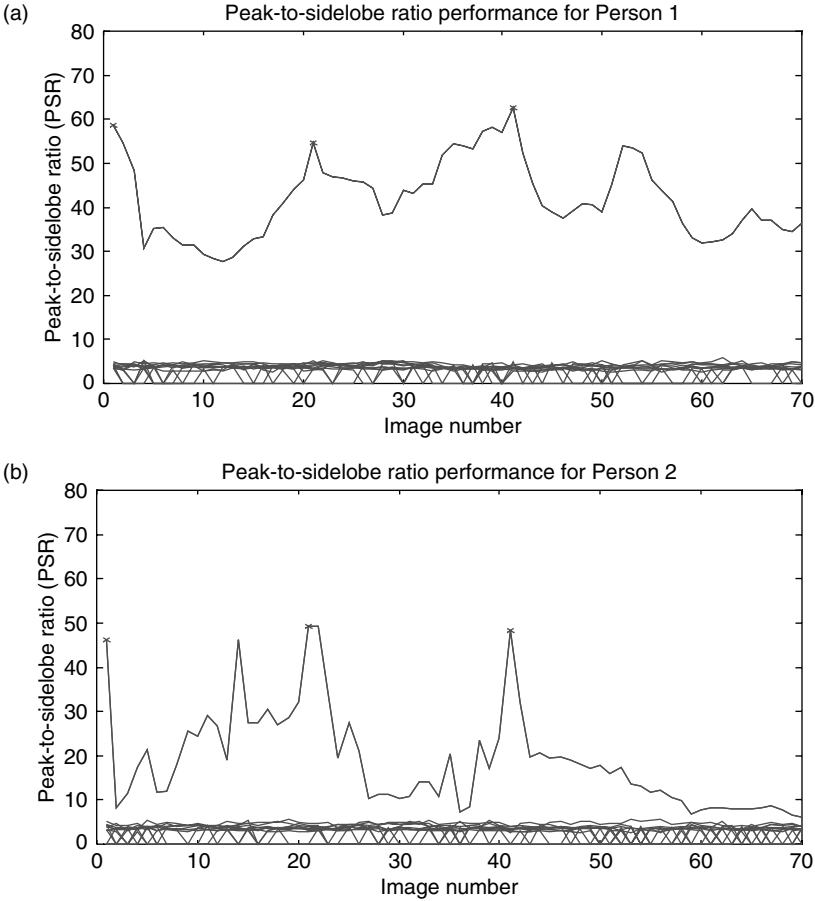 (a)
Peak-to-sidelobe ratio performance for Person 1
Peak-to-sidelobe ratio (PSR)
80
70
60
50
40
30
20
10
0
0 10 20 30 40 50 60 70
Image number
(b)
Peak-to-sidelobe ratio performance for Person 2
Peak-to-sidelobe ratio (PSR)
80
70
60
50
40
30
20
10
0
0 10 20 30 40 50 60 70
Image number